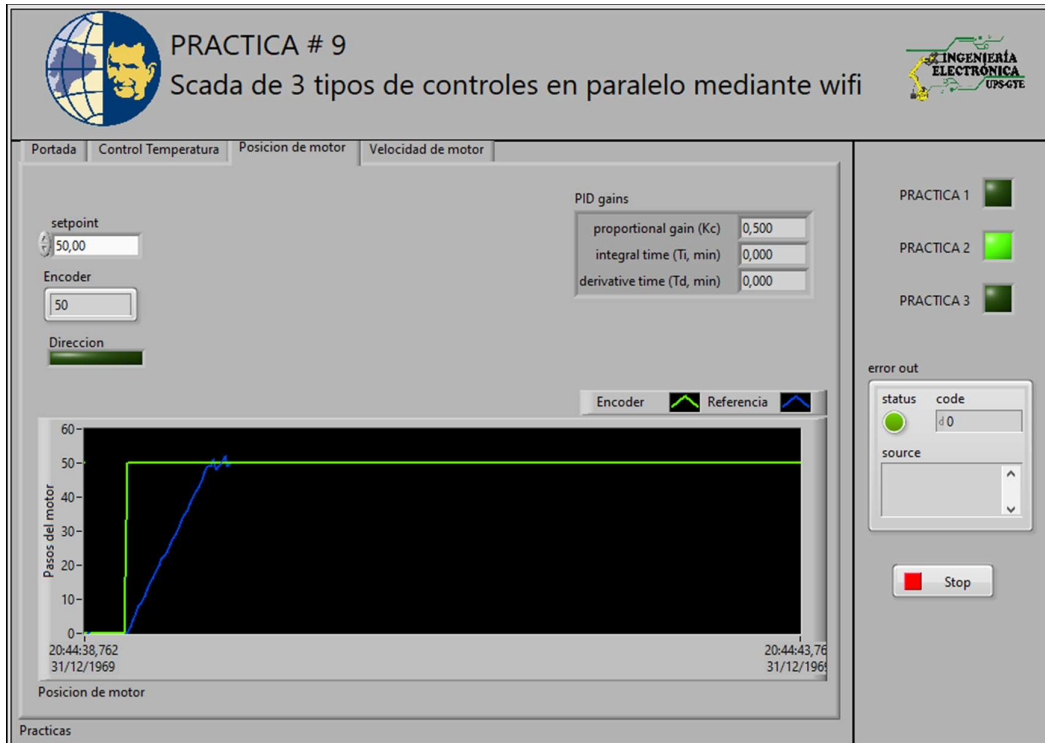 PRACTICA # 9
Scada de 3 tipos de controles en paralelo mediante wifi
INGENIERÍA
ELECTRÓNICA
UPS-GYE
Portada
Control Temperatura
Posicion de motor
Velocidad de motor
setpoint
50,00
Encoder
50
Direccion
PID gains
proportional gain (Kc) 0,500
integral time (Ti, min) 0,000
derivative time (Td, min) 0,000
Encoder
Referencia
Pasos del motor
60
50
40
30
20
10
0
20:44:38,762
31/12/1969
20:44:43,76
31/12/196
Posicion de motor
Practicas
PRACTICA 1
PRACTICA 2
PRACTICA 3
error out
status
code
d 0
source
Stop